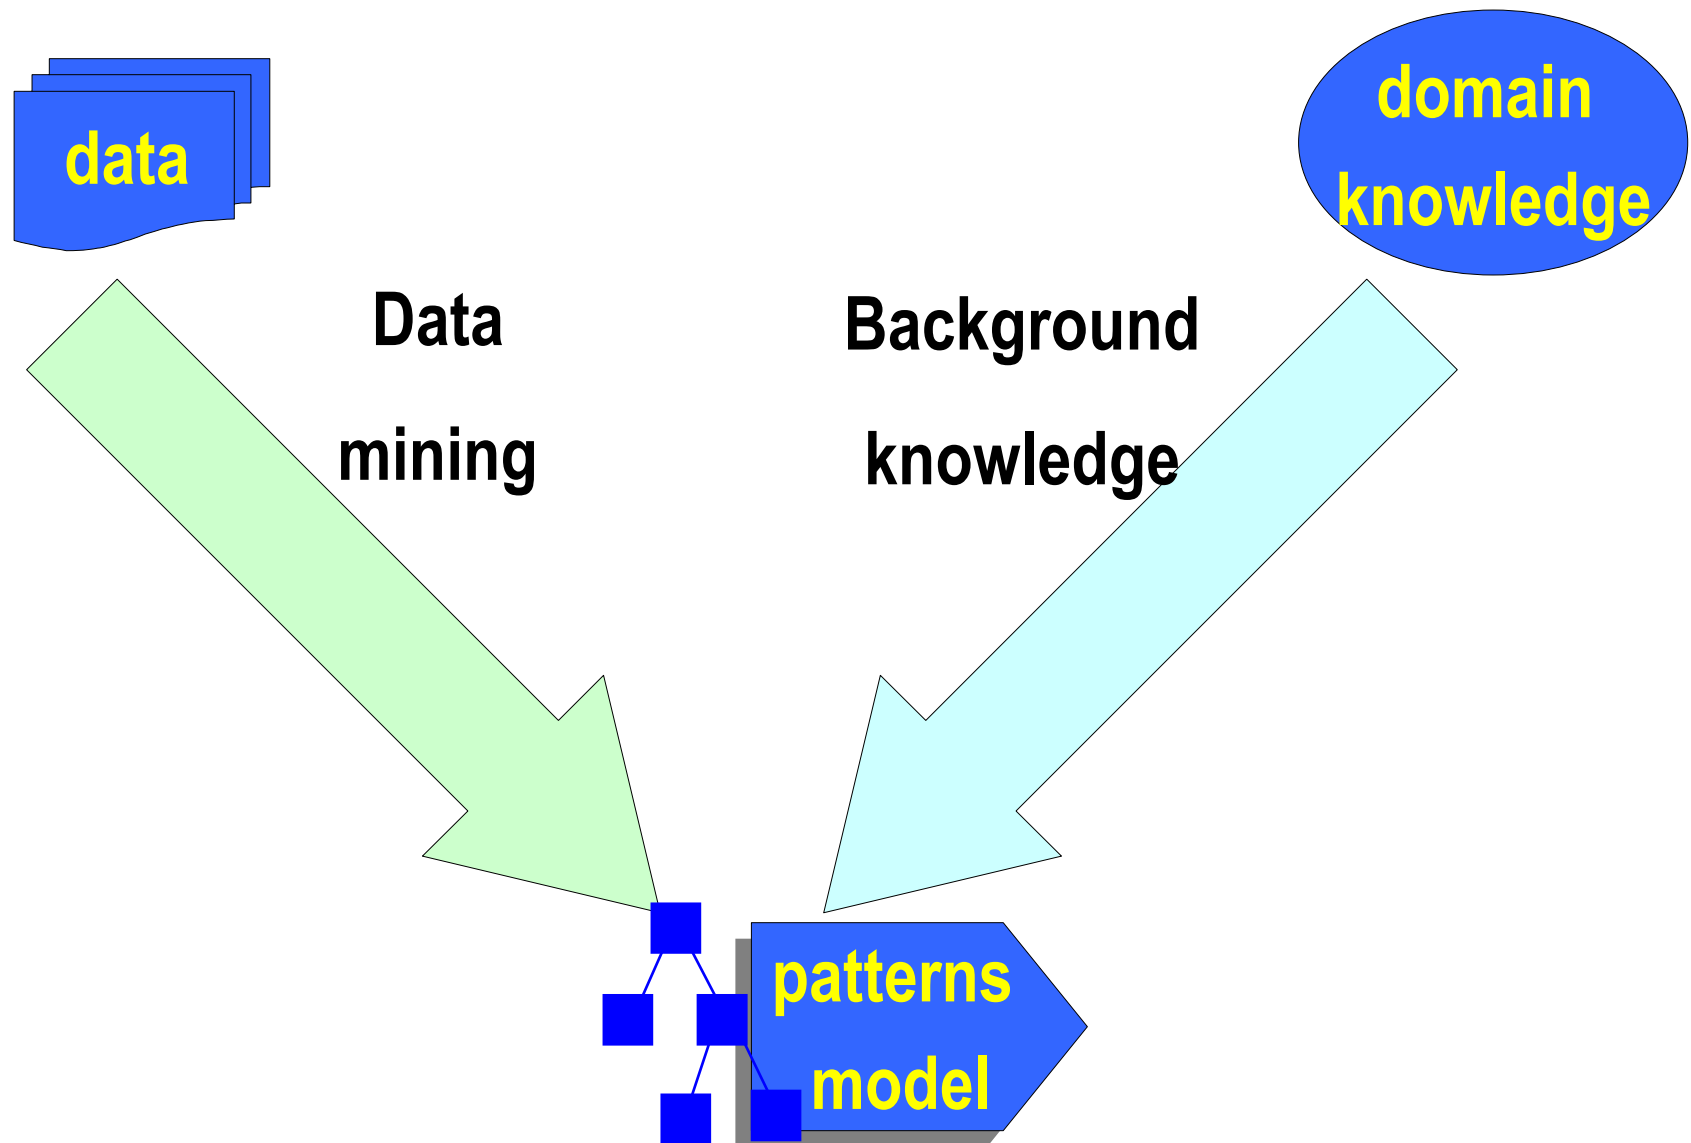 data
domain
knowledge
Data
mining
Background
knowledge
patterns
model